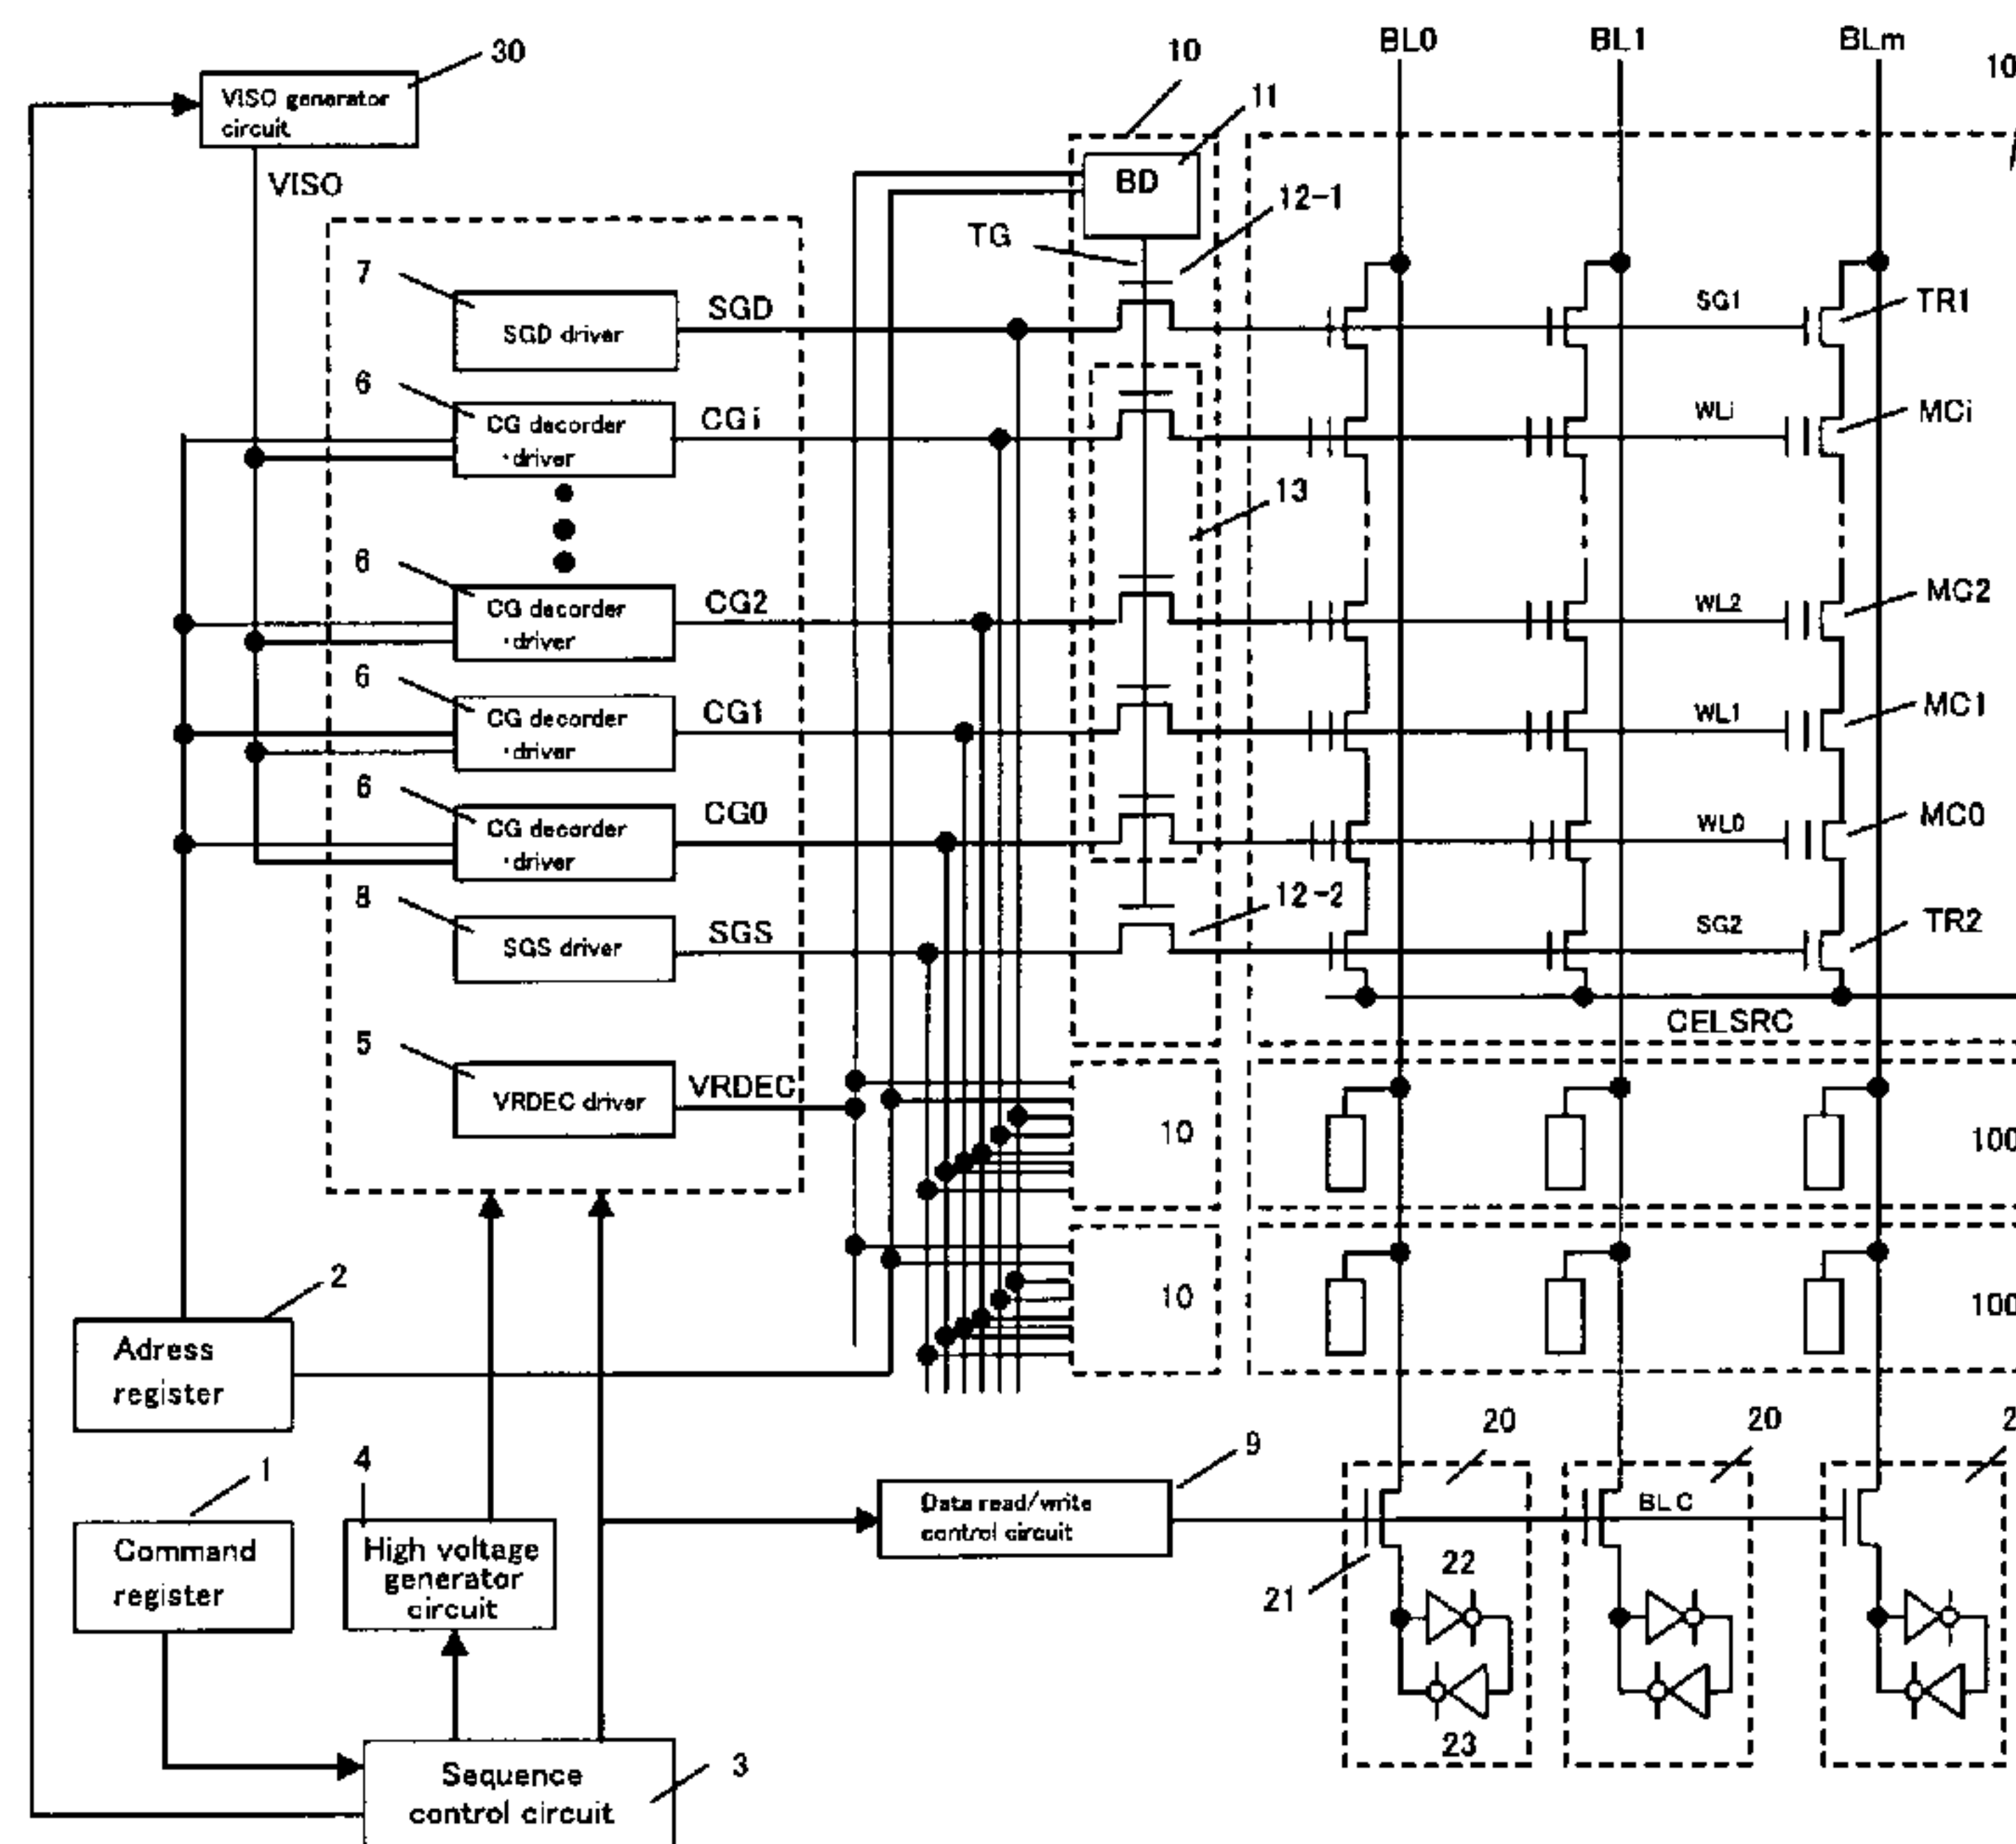 30
VISO generator
circuit
VISO
10
BL0
BL1
BLm
10
11
BD
12-1
TG
7
SGD driver
SGD
SG1
TR1
6
CG decorder
·driver
CGi
WLi
MCi
13
6
CG decorder
·driver
CG2
WL2
MC2
6
CG decorder
·driver
CG1
WL1
MC1
6
CG decorder
·driver
CG0
WL0
MC0
8
SGS driver
SGS
12-2
SG2
TR2
CELSRC
5
VRDEC driver
VRDEC
10
100
10
100
2
Adress
register
1
Command
register
4
High voltage
generator
circuit
9
Data read/write
control circuit
20
20
2
BLC
21
22
23
3
Sequence
control circuit